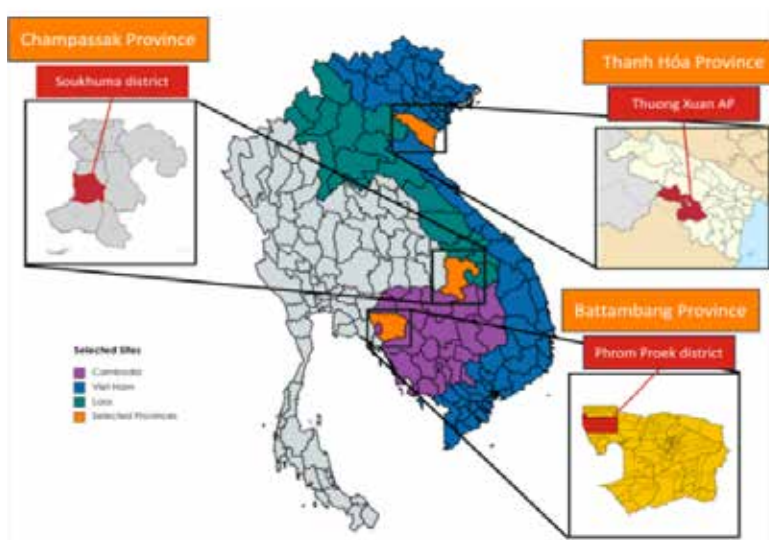 Champassak Province
Soukhuma district
Thanh Hóa Province
Thuong Xuan AP
Battambang Province
Phrom Proek district
Selected Sites
Cambodia
Viet Nam
Laos
Selected Provinces